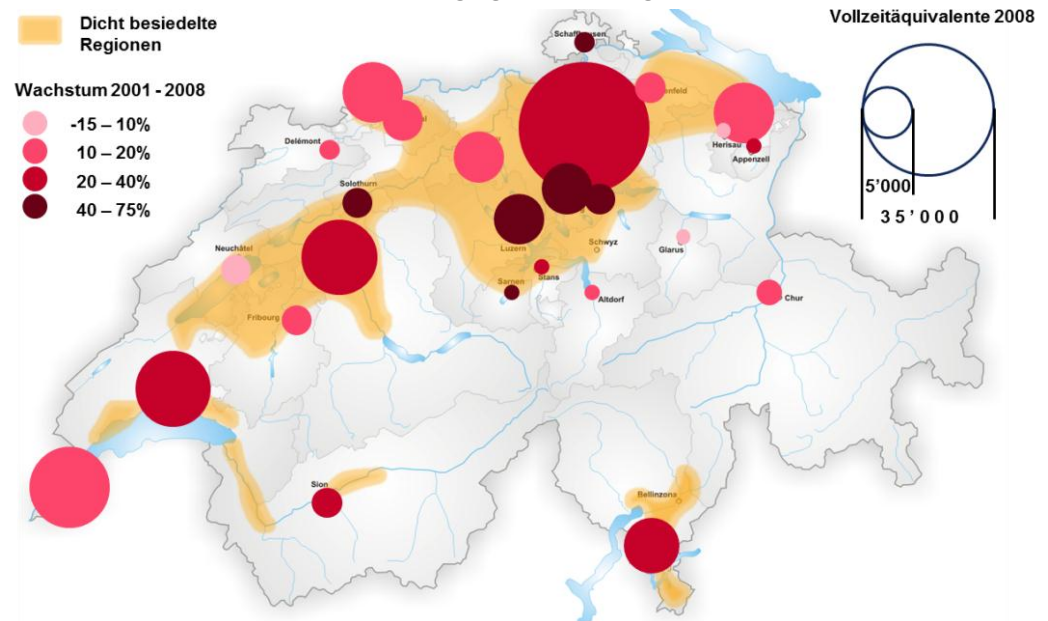 Dicht besiedelte
Regionen
Wachstum 2001 - 2008
-15 – 10%
10 – 20%
20 – 40%
40 – 75%
Vollzeitäquivalente 2008
5'000
35'000
Delémont
Solothurn
Neuchâtel
Fribourg
Luzern
Sarnen
Stans
Schwyz
Altdorf
Glarus
Herisau
Appenzell
Chur
Sion
Bellinzona